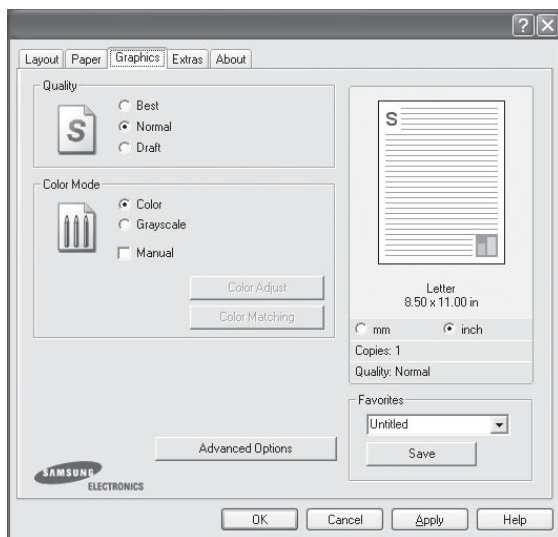 Layout Paper Graphics Extras About
Quality
S
Best
Normal
Draft
Color Mode
Color
Grayscale
Manual
Color Adjust
Color Matching
Advanced Options
SAMSUNG
ELECTRONICS
S
Letter
8.50 x 11.00 in
mm inch
Copies: 1
Quality: Normal
Favorites
Untitled
Save
OK Cancel Apply Help